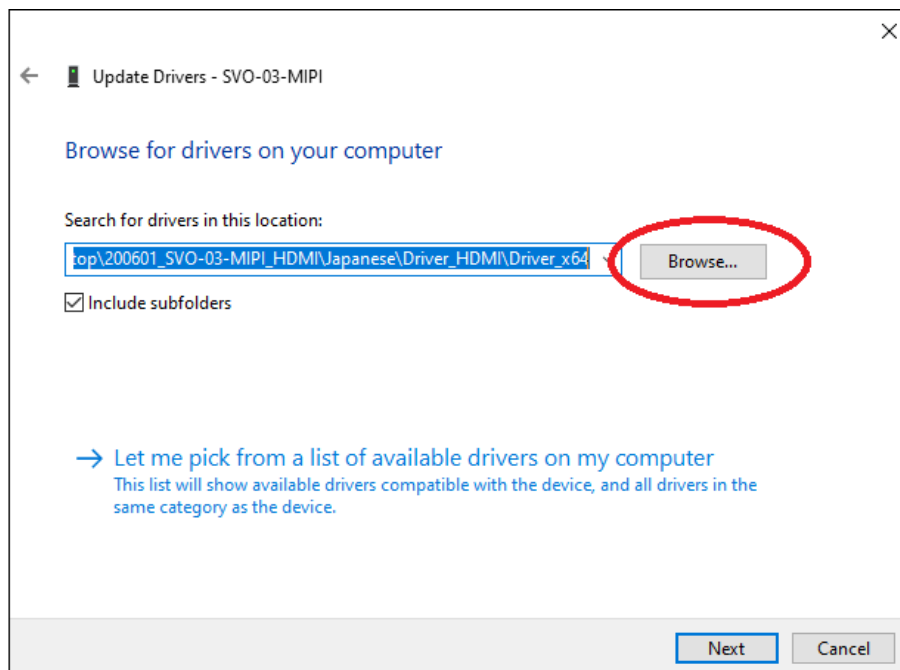 Update Drivers - SVO-03-MIPI
Browse for drivers on your computer
Search for drivers in this location:
top\200601_SVO-03-MIPI_HDMI\Japanese\Driver_HDMI\Driver_x64
Browse...
Include subfolders
Let me pick from a list of available drivers on my computer
This list will show available drivers compatible with the device, and all drivers in the
same category as the device.
Next
Cancel